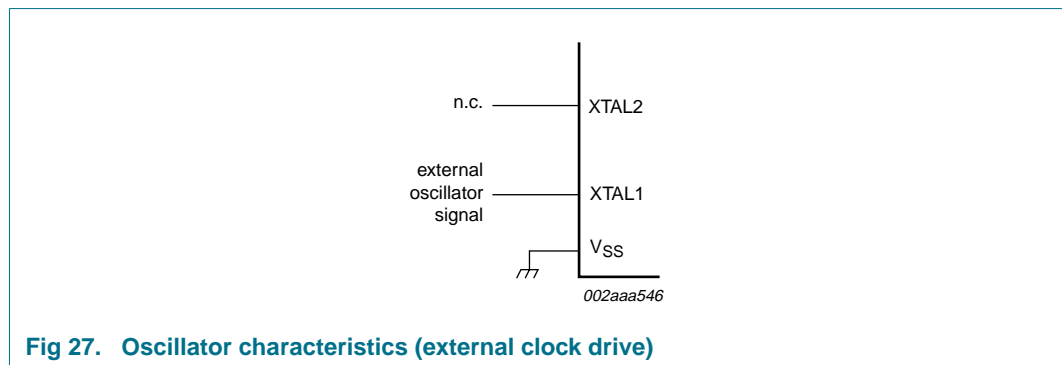 n.c.
XTAL2
external
oscillator
signal
XTAL1
VSS
002aaa546
Fig 27. Oscillator characteristics (external clock drive)